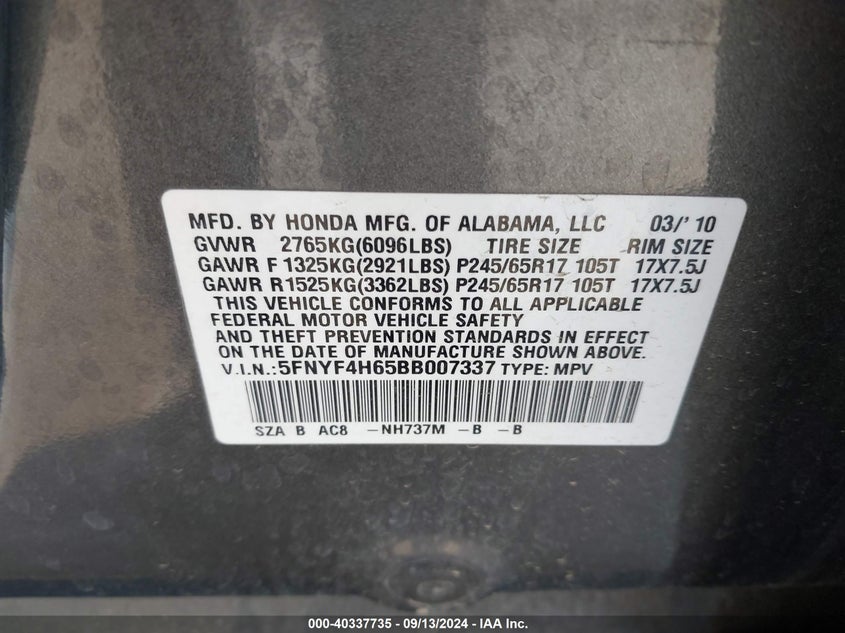 MFD. BY HONDA MFG. OF ALABAMA, LLC 03/' 10
GVWR 2765KG(6096LBS) TIRE SIZE RIM SIZE
GAWR F 1325KG(2921LBS) P245/65R17 105T 17X7.5J
GAWR R 1525KG(3362LBS) P245/65R17 105T 17X7.5J
THIS VEHICLE CONFORMS TO ALL APPLICABLE
FEDERAL MOTOR VEHICLE SAFETY
AND THEFT PREVENTION STANDARDS IN EFFECT
ON THE DATE OF MANUFACTURE SHOWN ABOVE.
V.I.N.:5FNYF4H65BB007337 TYPE: MPV
SZA B AC8 -NH737M -B -B
000-40337735 - 09/13/2024 - IAA Inc.